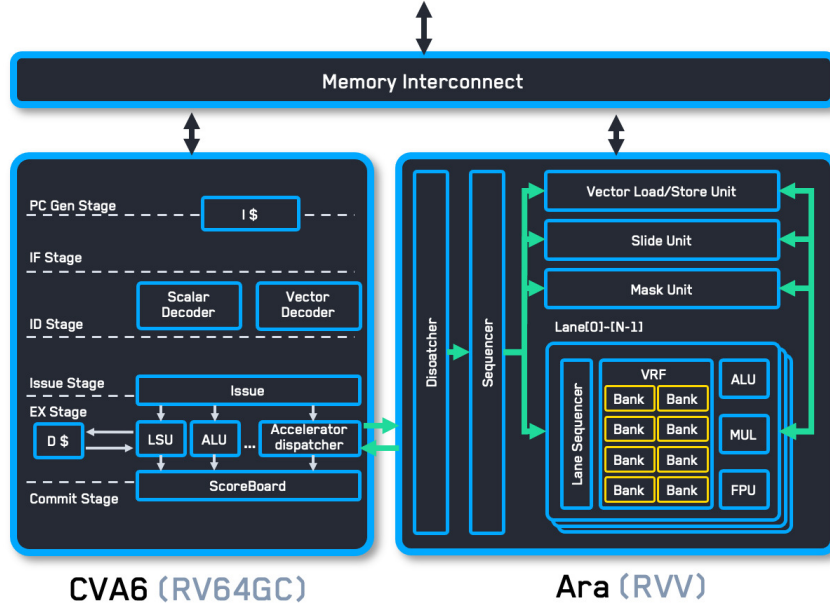 Memory Interconnect
PC Gen Stage
I $
IF Stage
Scalar
Decoder
Vector
Decoder
ID Stage
Issue Stage
Issue
EX Stage
D $
LSU
ALU
...
Accelerator
dispatcher
ScoreBoard
Commit Stage
CVA6 (RV64GC)
Disoatcher
Sequencer
Vector Load/Store Unit
Slide Unit
Mask Unit
Lane[0]-[N-1]
Lane Sequencer
VRF
Bank Bank
Bank Bank
Bank Bank
Bank Bank
ALU
MUL
FPU
Ara (RVV)